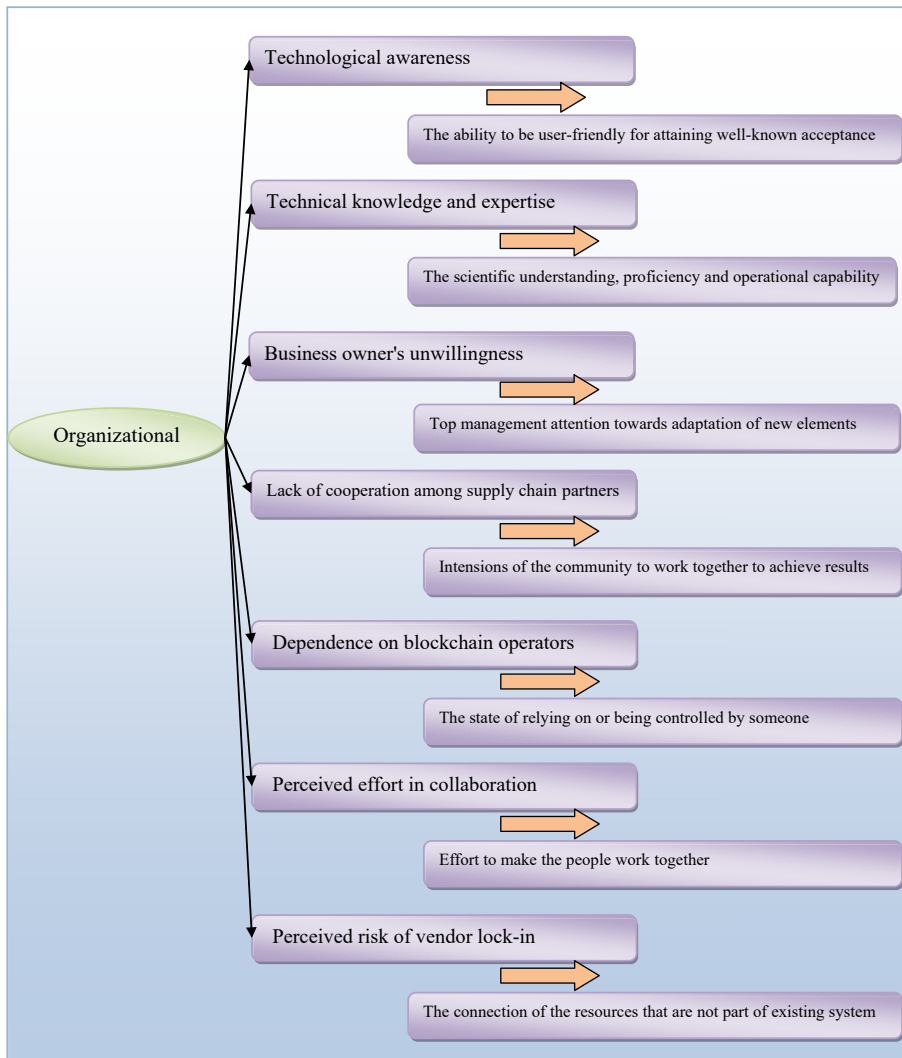 Technological awareness
The ability to be user-friendly for attaining well-known acceptance
Technical knowledge and expertise
The scientific understanding, proficiency and operational capability
Business owner's unwillingness
Top management attention towards adaptation of new elements
Organizational
Lack of cooperation among supply chain partners
Intensions of the community to work together to achieve results
Dependence on blockchain operators
The state of relying on or being controlled by someone
Perceived effort in collaboration
Effort to make the people work together
Perceived risk of vendor lock-in
The connection of the resources that are not part of existing system